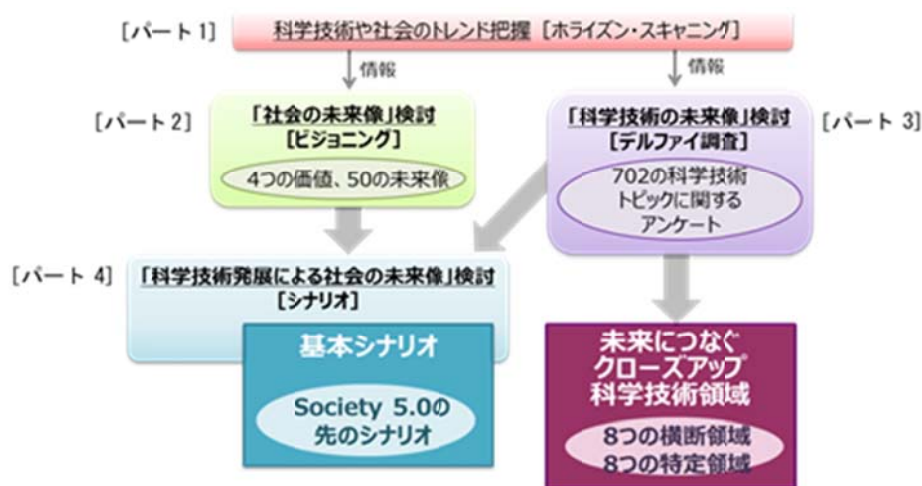 [パート 1]
科学技術や社会のトレンド把握 [ホライズン・スキャニング]
情報
情報
[パート 2]
「社会の未来像」検討
[ビジョニング]
4つの価値、50の未来像
「科学技術の未来像」検討
[デルファイ調査]
702の科学技術
トピックに関する
アンケート
[パート 3]
[パート 4]
「科学技術発展による社会の未来像」検討
[シナリオ]
基本シナリオ
Society 5.0の
先のシナリオ
未来につなぐ
クローズアップ
科学技術領域
8つの横断領域
8つの特定領域